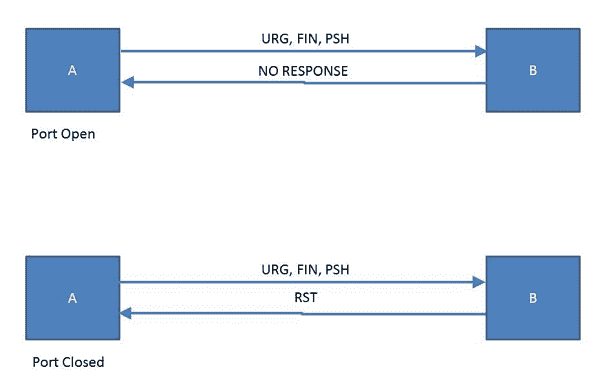 URG, FIN, PSH
A
B
NO RESPONSE
Port Open
URG, FIN, PSH
RST
A
B
Port Closed